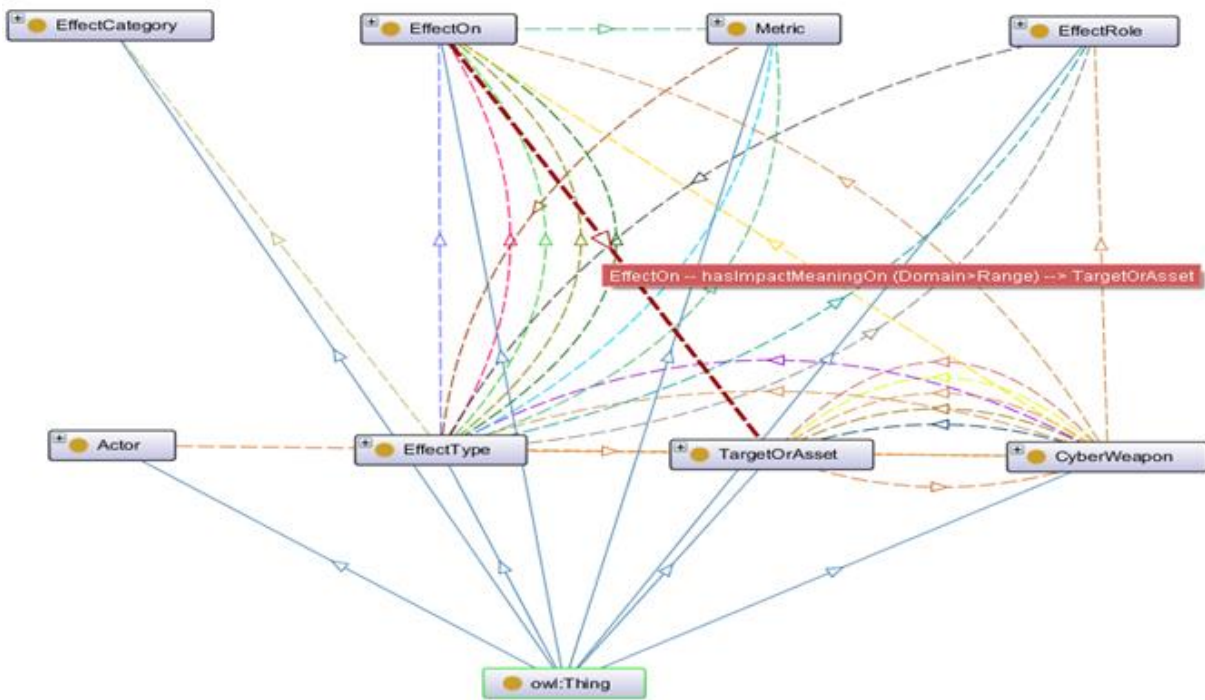 EffectCategory
EffectOn
Metric
EffectRole
EffectOn -- hasImpactMeaningOn (Domain>Range) --> TargetOrAsset
Actor
EffectType
TargetOrAsset
CyberWeapon
owl:Thing